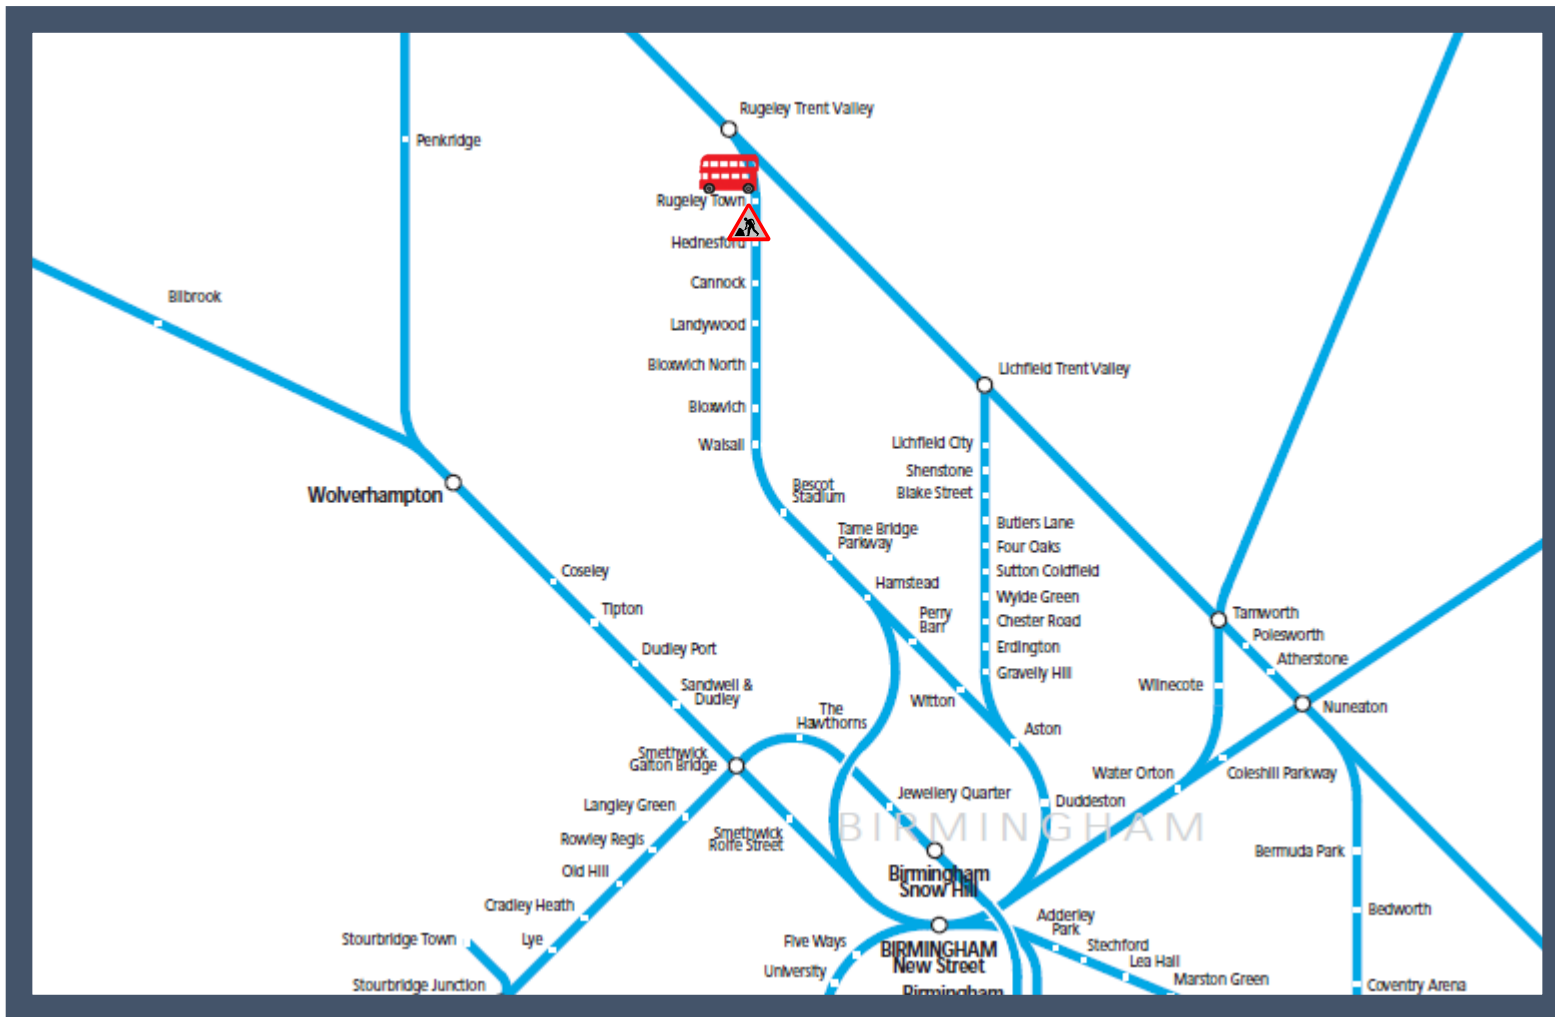 Rugeley Trent Valley
Penkridge
Rugeley Town
Hednesford
Cannock
Bilbrook
Landywood
Bloxwich North
Lichfield Trent Valley
Bloxwich
Walsall
Lichfield City
Shenstone
Bescot
Stadium
Blake Street
Wolverhampton
Butlers Lane
Tame Bridge
Parkway
Four Oaks
Coseley
Sutton Coldfield
Hamstead
Wylde Green
Tipton
Perry
Barr
Chester Road
Tamworth
Polesworth
Dudley Port
Erdington
Atherstone
Gravelly Hill
Wilnecote
Sandwell &
Dudley
Witton
The
Hawthorns
Nuneaton
Aston
Smethwick
Galton Bridge
Water Orton
Coleshill Parkway
Jewellery Quarter
Duddeston
Langley Green
BIRMINGHAM
Smethwick
Rolfe Street
Rowley Regis
Bermuda Park
Old Hill
Birmingham
Snow Hill
Cradley Heath
Adderley
Park
Bedworth
Stourbridge Town
Lye
Five Ways
BIRMINGHAM
New Street
Stechford
Lea Hall
University
Marston Green
Stourbridge Junction
Birmingham
Coventry Arena